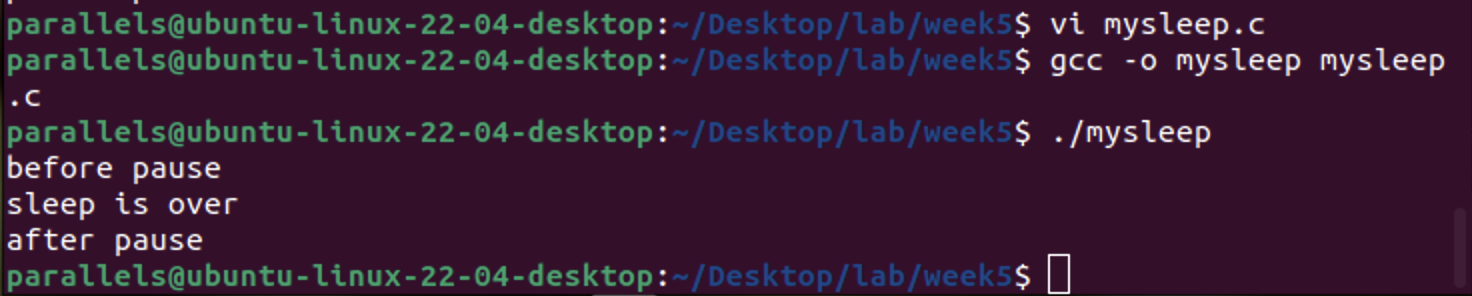 parallels@ubuntu-linux-22-04-desktop:~/Desktop/lab/week5$ vi mysleep.c
parallels@ubuntu-linux-22-04-desktop:~/Desktop/lab/week5$ gcc -o mysleep mysleep
.c
parallels@ubuntu-linux-22-04-desktop:~/Desktop/lab/week5$ ./mysleep
before pause
sleep is over
after pause
parallels@ubuntu-linux-22-04-desktop:~/Desktop/lab/week5$